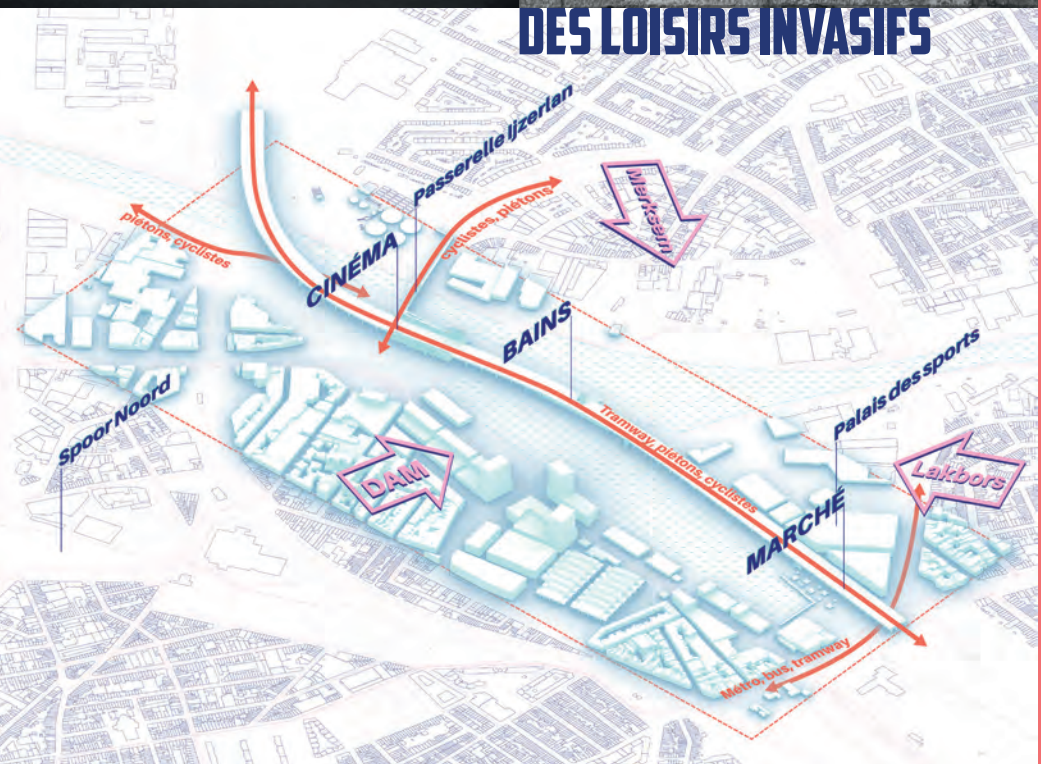 DES LOISIRS INVASIFS
Passerelle Ijzerlan
Merksem
piétons, cyclistes
cyclistes, piétons
CINÉMA
BAINS
Palais des sports
Spoor Noord
Tramway, piétons, cyclistes
DAM
Lakbors
MARCHÉ
Métro, bus, tramway